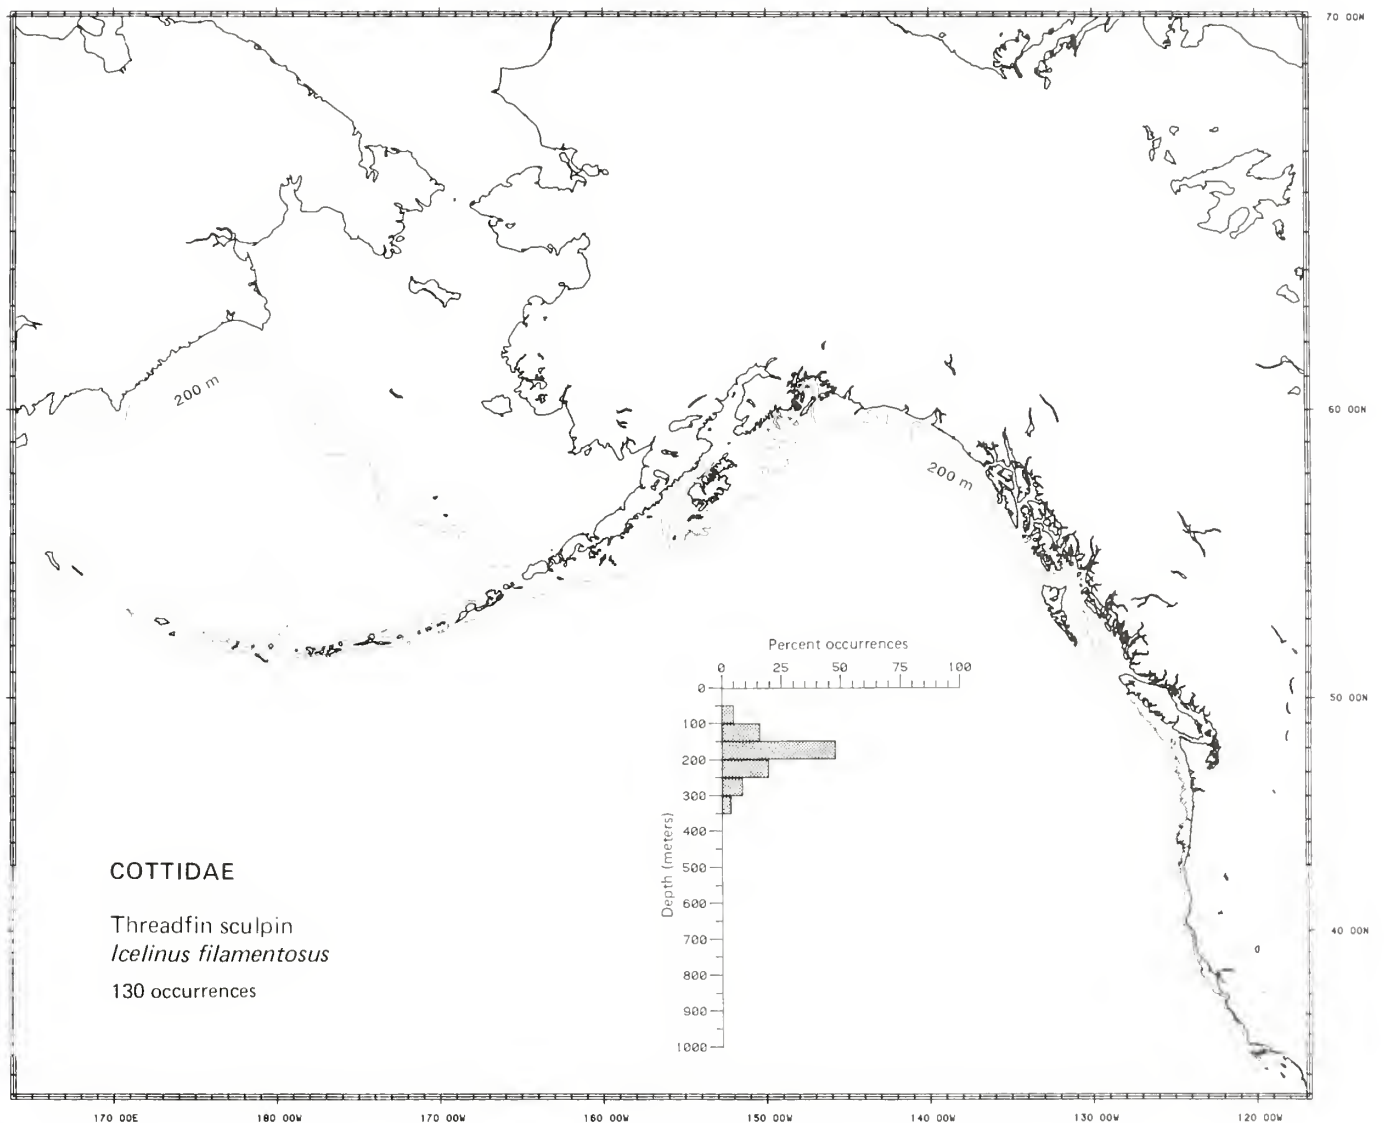 70 00N
200 m
60 00N
200 m
Percent occurrences
0 25 50 75 100
0
50 00N
100
200
300
400
500
600
700
800
900
1000
Depth (meters)
COTTIDAE
Threadfin sculpin
Icelinus filamentosus
130 occurrences
40 00N
170 00E 180 00W 170 00W 160 00W 150 00W 140 00W 130 00W 120 00W